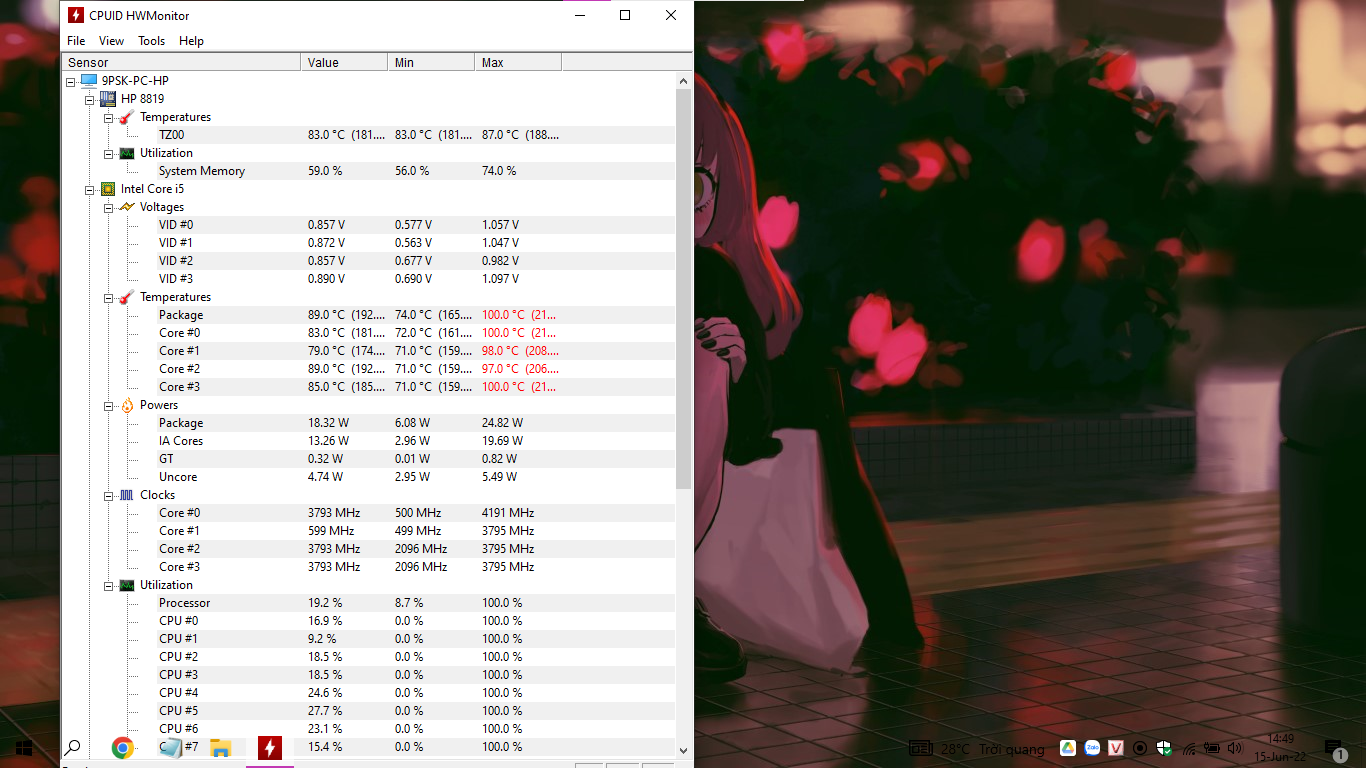 CPUID HWMonitor
File View Tools Help
Sensor Value Min Max
9PSK-PC-HP
HP 8819
Temperatures
TZ00 83.0 °C (181.... 83.0 °C (181.... 87.0 °C (188....
Utilization
System Memory 59.0 % 56.0 % 74.0 %
Intel Core i5
Voltages
VID #0 0.857 V 0.577 V 1.057 V
VID #1 0.872 V 0.563 V 1.047 V
VID #2 0.857 V 0.677 V 0.982 V
VID #3 0.890 V 0.690 V 1.097 V
Temperatures
Package 89.0 °C (192.... 74.0 °C (165.... 100.0 °C (21...
Core #0 83.0 °C (181.... 72.0 °C (161.... 100.0 °C (21...
Core #1 79.0 °C (174.... 71.0 °C (159.... 98.0 °C (208....
Core #2 89.0 °C (192.... 71.0 °C (159.... 97.0 °C (206....
Core #3 85.0 °C (185.... 71.0 °C (159.... 100.0 °C (21...
Powers
Package 18.32 W 6.08 W 24.82 W
IA Cores 13.26 W 2.96 W 19.69 W
GT 0.32 W 0.01 W 0.82 W
Uncore 4.74 W 2.95 W 5.49 W
Clocks
Core #0 3793 MHz 500 MHz 4191 MHz
Core #1 599 MHz 499 MHz 3795 MHz
Core #2 3793 MHz 2096 MHz 3795 MHz
Core #3 3793 MHz 2096 MHz 3795 MHz
Utilization
Processor 19.2 % 8.7 % 100.0 %
CPU #0 16.9 % 0.0 % 100.0 %
CPU #1 9.2 % 0.0 % 100.0 %
CPU #2 18.5 % 0.0 % 100.0 %
CPU #3 18.5 % 0.0 % 100.0 %
CPU #4 24.6 % 0.0 % 100.0 %
CPU #5 27.7 % 0.0 % 100.0 %
CPU #6 23.1 % 0.0 % 100.0 %
#7 15.4 % 0.0 % 100.0 %
28°C Trời quang
Zalo
V
14:49
15-Jun-22
1